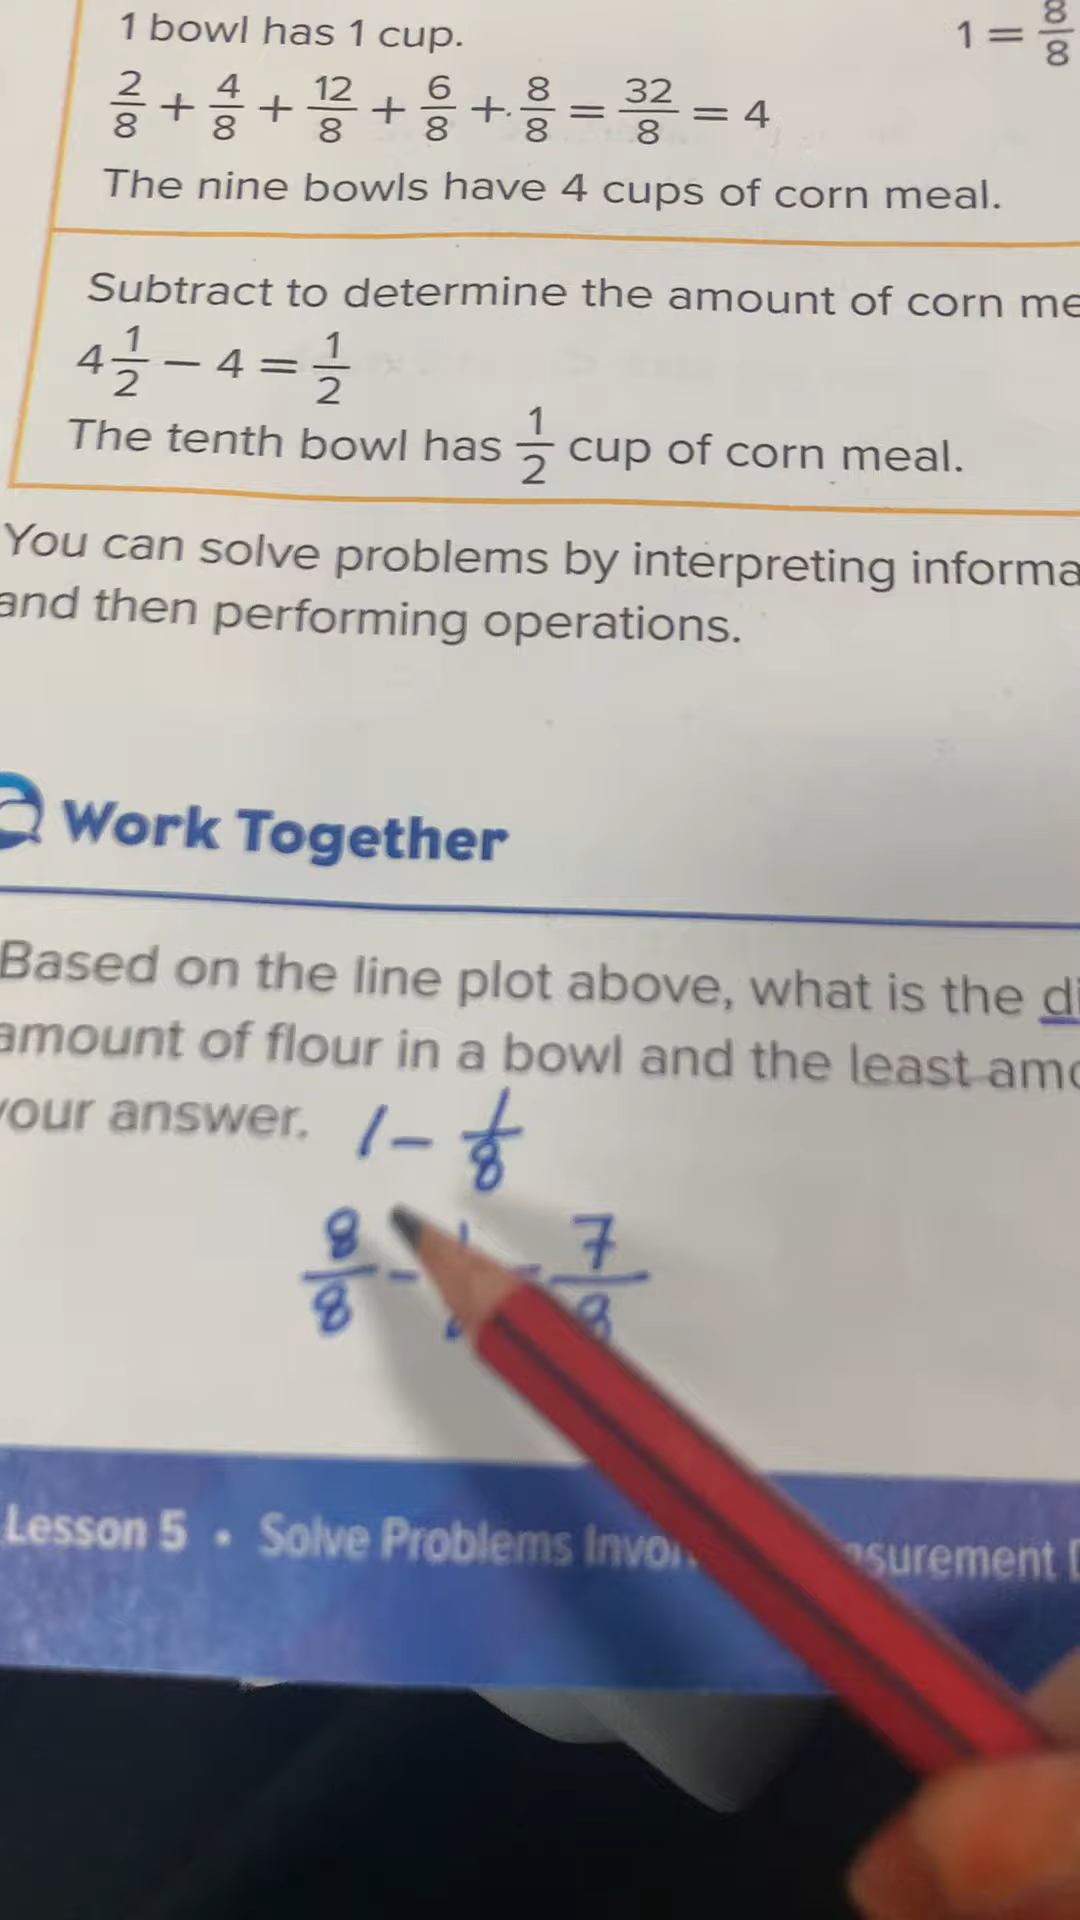 1 bowl has 1 cup. 1 = 8/8
2/8 + 4/8 + 12/8 + 6/8 + 8/8 = 32/8 = 4
The nine bowls have 4 cups of corn meal.
Subtract to determine the amount of corn me
4 1/2 − 4 = 1/2
The tenth bowl has 1/2 cup of corn meal.
You can solve problems by interpreting informa
and then performing operations.
Work Together
Based on the line plot above, what is the di
amount of flour in a bowl and the least amo
your answer. 1 − 1/8
8/8 − = 7/8
Lesson 5 • Solve Problems Invol surement D